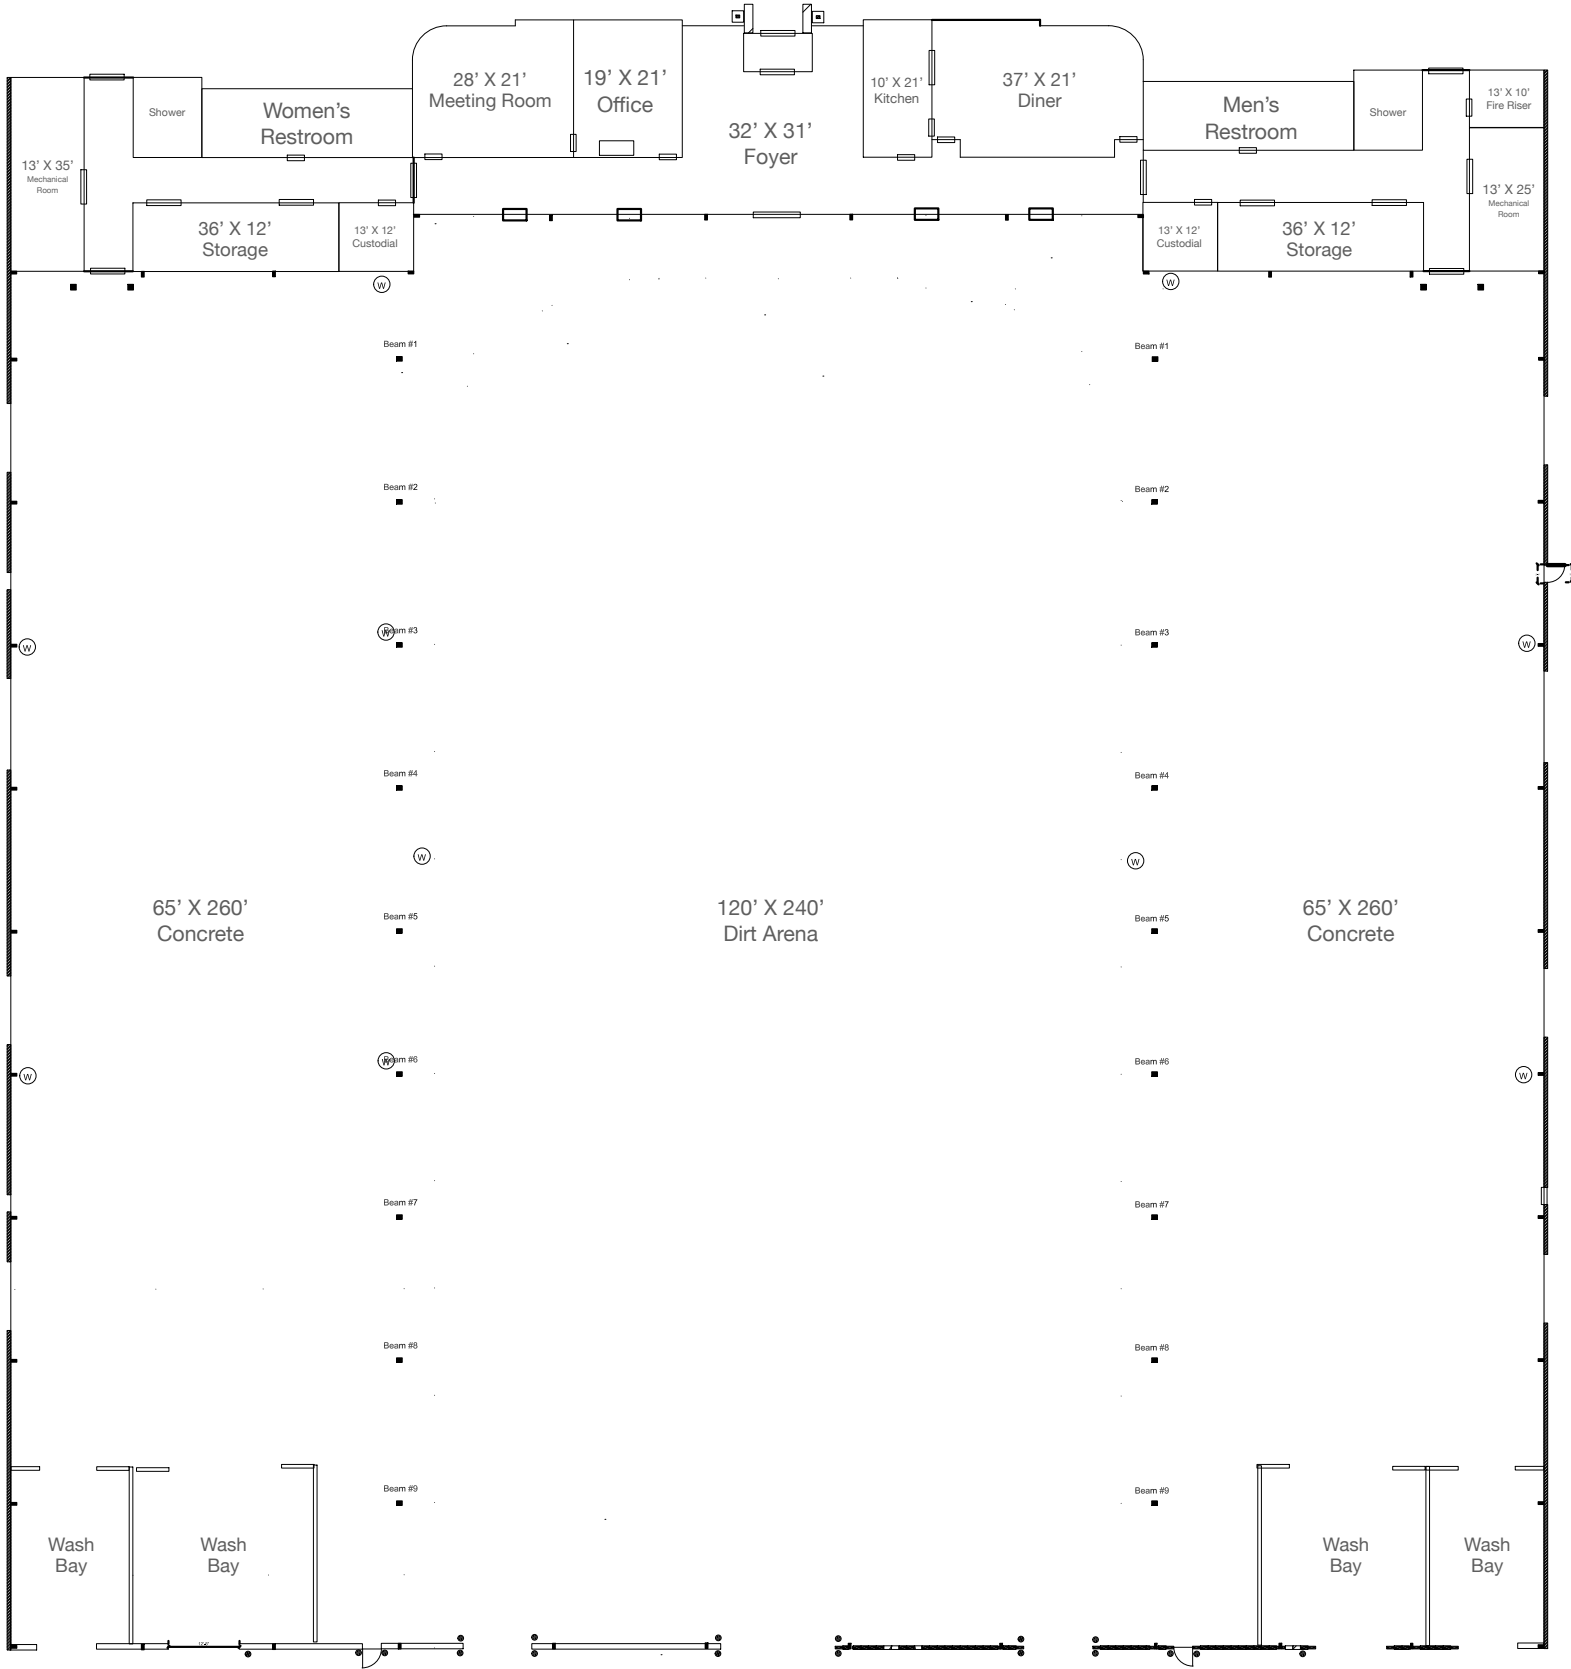 28' X 21'
Meeting Room
19' X 21'
Office
10' X 21'
Kitchen
37' X 21'
Diner
Shower
Women's
Restroom
32' X 31'
Foyer
Men's
Restroom
Shower
13' X 10'
Fire Riser
13' X 35'
Mechanical
Room
13' X 25'
Mechanical
Room
36' X 12'
Storage
13' X 12'
Custodial
13' X 12'
Custodial
36' X 12'
Storage
W
W
Beam #1
Beam #1
Beam #2
Beam #2
W
W
Beam #3
Beam #3
W
Beam #4
Beam #4
W
W
65' X 260'
Concrete
Beam #5
120' X 240'
Dirt Arena
Beam #5
65' X 260'
Concrete
W
W
Beam #6
Beam #6
W
Beam #7
Beam #7
Beam #8
Beam #8
Beam #9
Beam #9
Wash
Bay
Wash
Bay
Wash
Bay
Wash
Bay